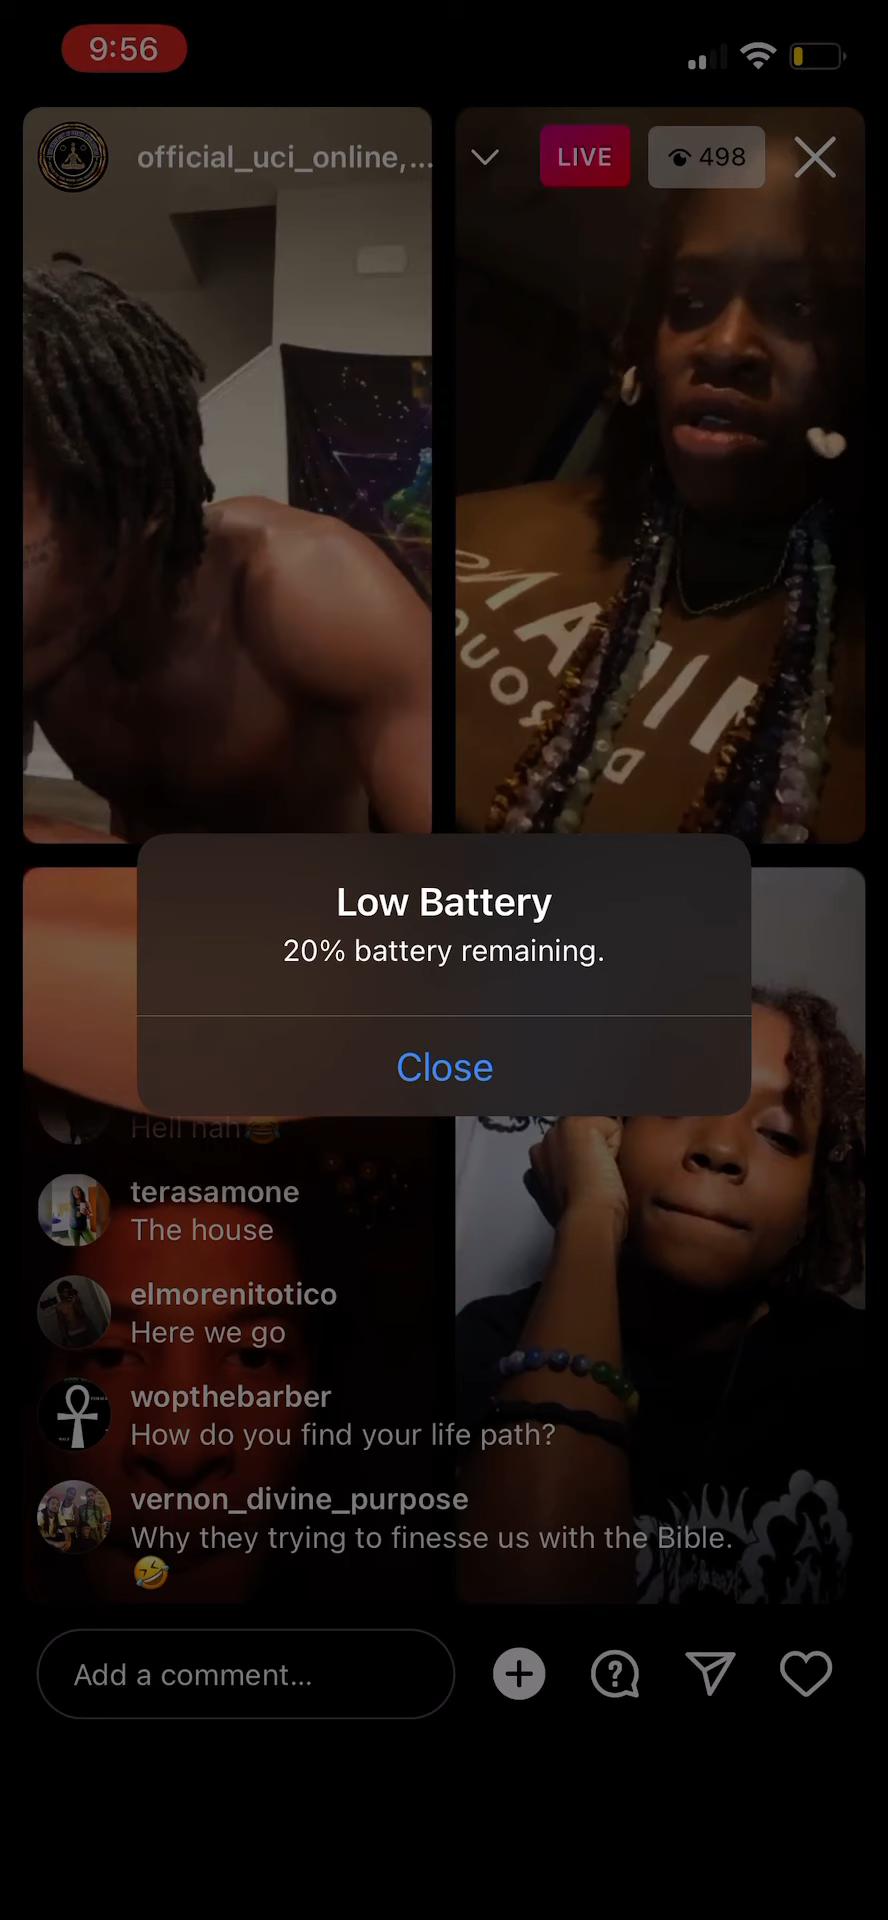 9:56
official_uci_online,...
LIVE
498
Low Battery
20% battery remaining.
Close
Hell nah😂
terasamone
The house
elmorenitotico
Here we go
wopthebarber
How do you find your life path?
vernon_divine_purpose
Why they trying to finesse us with the Bible.
🤣
Add a comment...